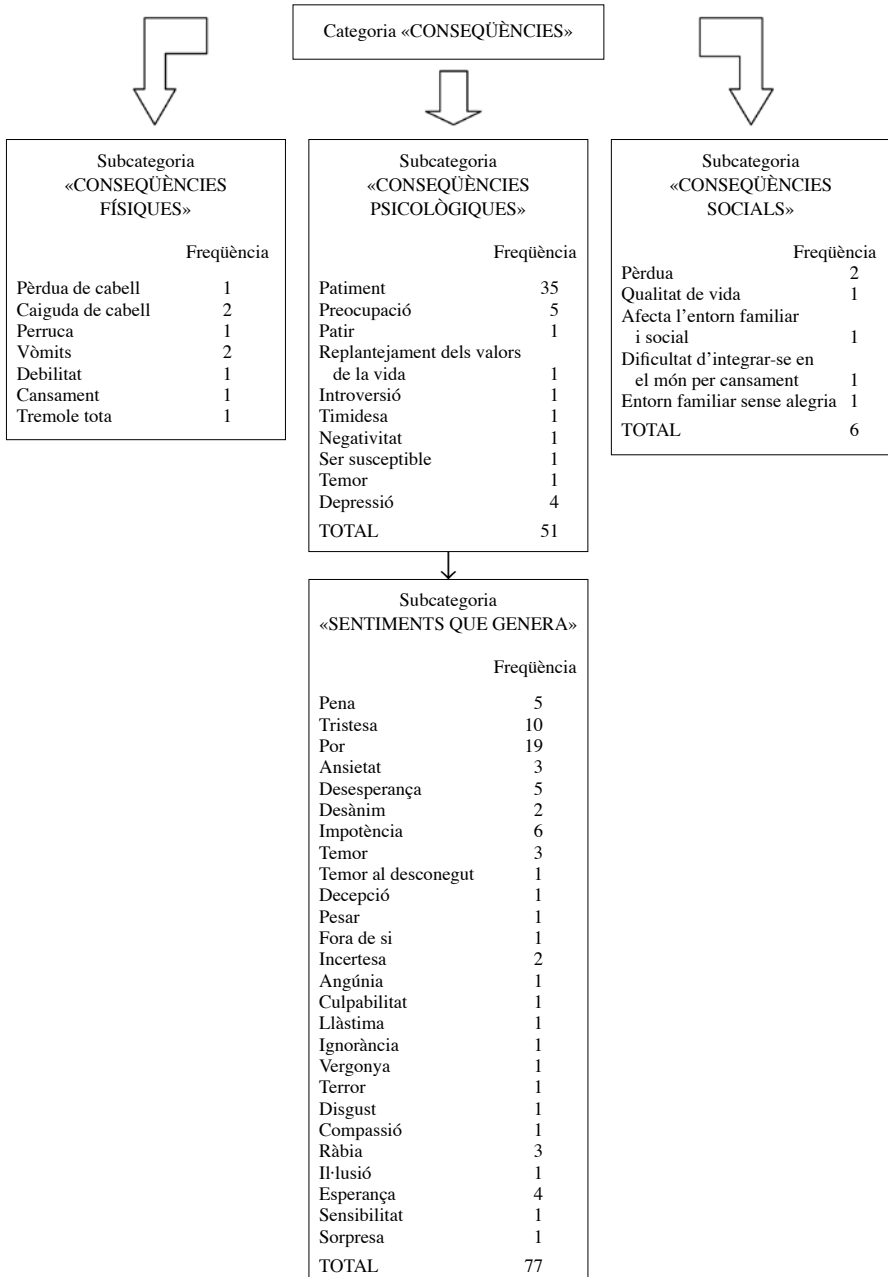 Categoria «CONSEQÜÈNCIES»
Subcategoria
«CONSEQÜÈNCIES
FÍSIQUES»
Freqüència
Pèrdua de cabell 1
Caiguda de cabell 2
Perruca 1
Vòmits 2
Debilitat 1
Cansament 1
Tremole tota 1
Subcategoria
«CONSEQÜÈNCIES
PSICOLÒGIQUES»
Freqüència
Patiment 35
Preocupació 5
Patir 1
Replantejament dels valors
de la vida 1
Introversió 1
Timidesa 1
Negativitat 1
Ser susceptible 1
Temor 1
Depressió 4
TOTAL 51
Subcategoria
«CONSEQÜÈNCIES
SOCIALS»
Freqüència
Pèrdua 2
Qualitat de vida 1
Afecta l’entorn familiar
i social 1
Dificultat d’integrar-se en
el món per cansament 1
Entorn familiar sense alegria 1
TOTAL 6
Subcategoria
«SENTIMENTS QUE GENERA»
Freqüència
Pena 5
Tristesa 10
Por 19
Ansietat 3
Desesperança 5
Desànim 2
Impotència 6
Temor 3
Temor al desconegut 1
Decepció 1
Pesar 1
Fora de si 1
Incertesa 2
Angúnia 1
Culpabilitat 1
Llàstima 1
Ignoràncía 1
Vergonya 1
Terror 1
Disgust 1
Compassió 1
Ràbia 3
Il·lusió 1
Esperança 4
Sensibilitat 1
Sorpresa 1
TOTAL 77